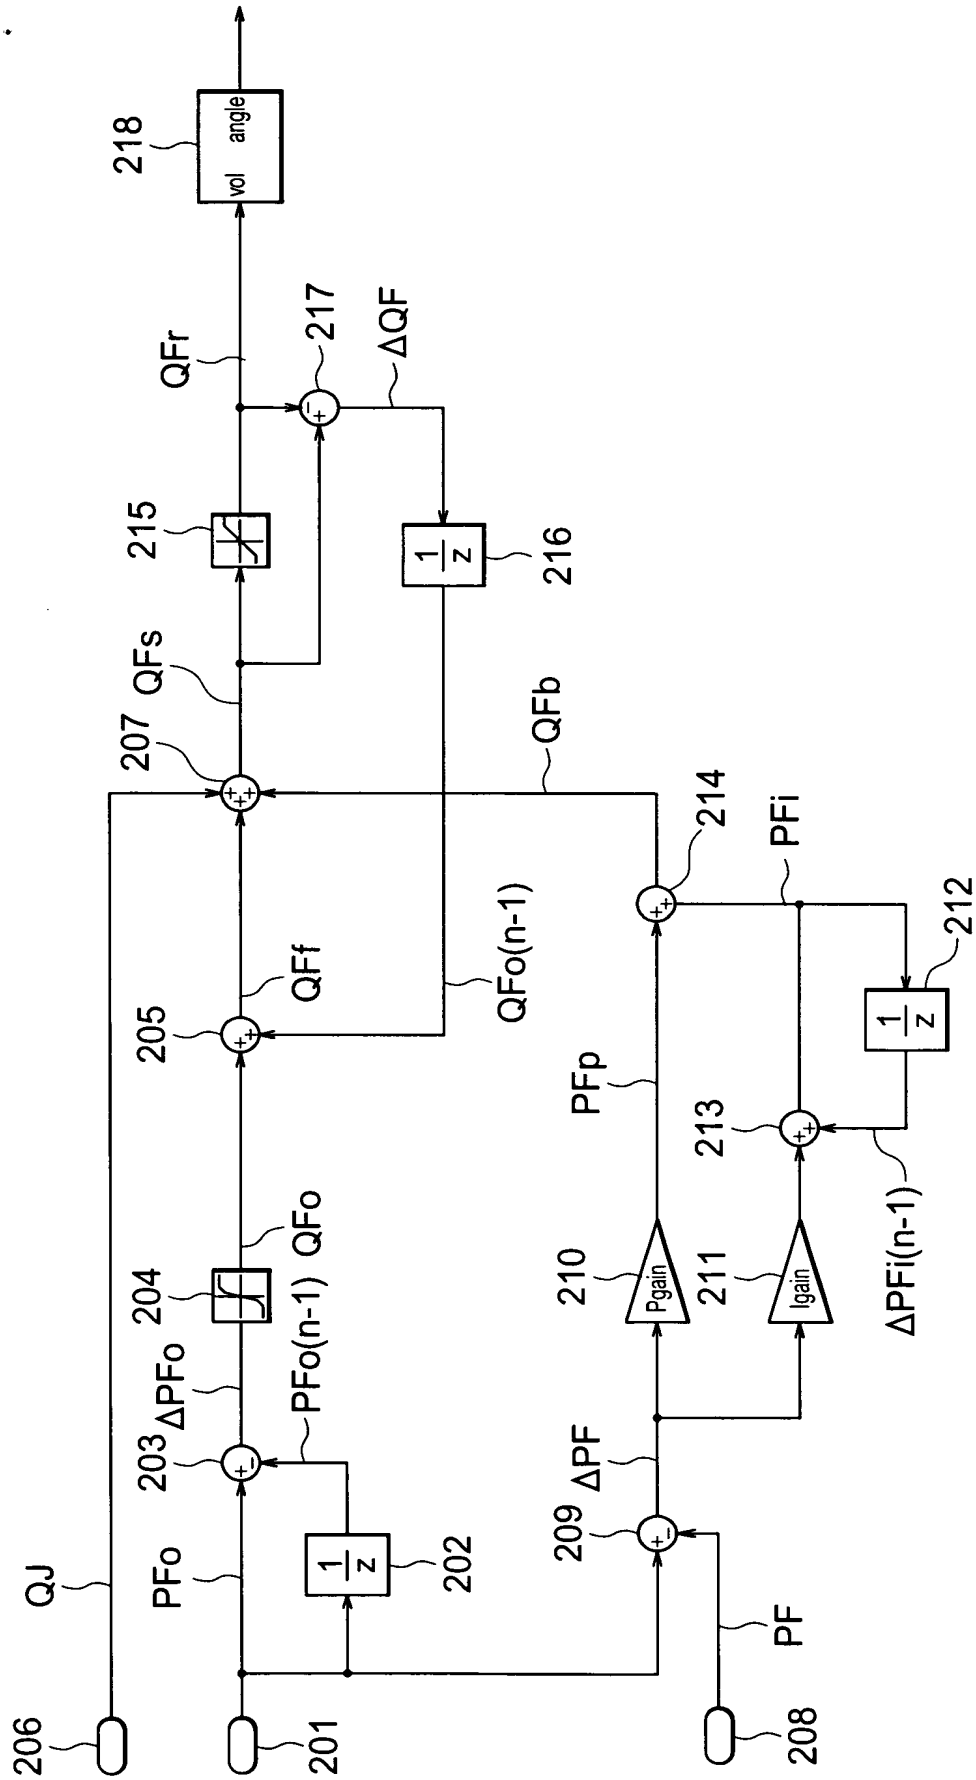 206
QJ
207
QFs
215
QFr
218
vol angle
201
PFo
203
+
-
ΔPFo
204
QFo
205
+
+
QFf
+
+
+
217
+
-
ΔQF
1
z
202
PFo(n-1)
1
z
216
QFo(n-1)
QFb
208
PF
209
+
-
ΔPF
210
Pgain
PFp
214
+
+
211
Igain
213
+
+
PFi
1
z
212
ΔPFi(n-1)